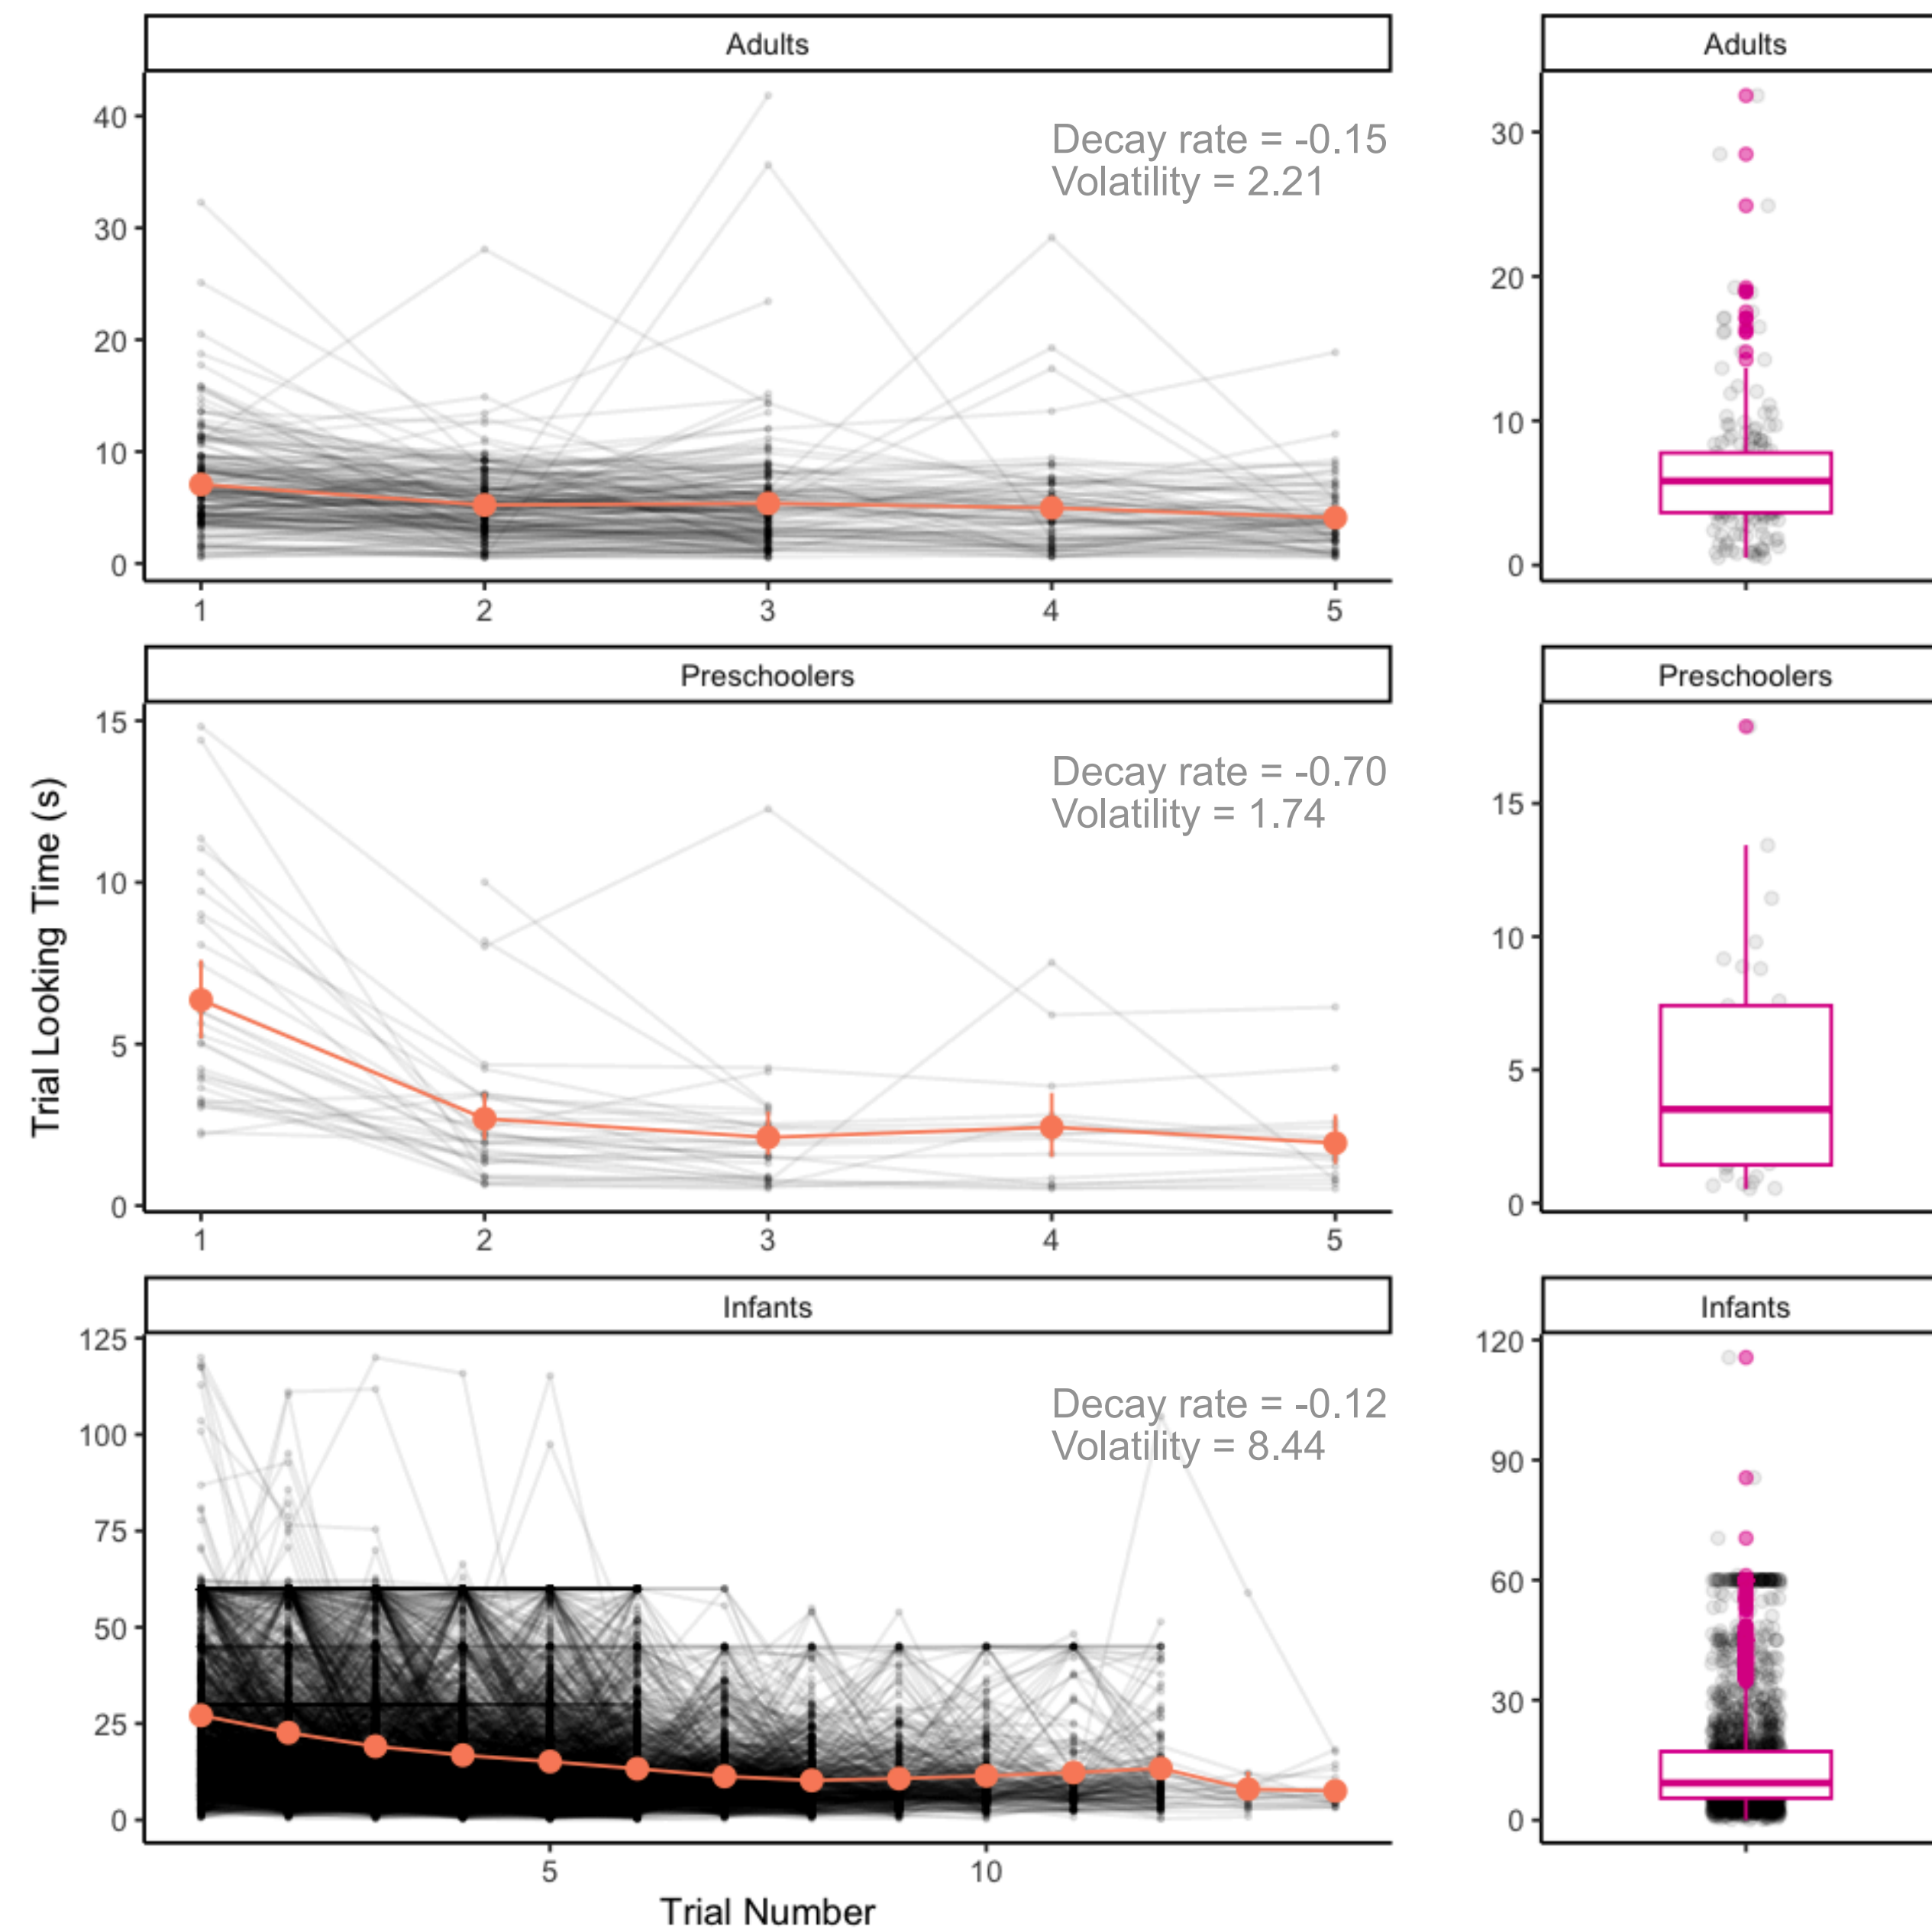 Adults
Adults
40
30
20
10
0
Decay rate = -0.15
Volatility = 2.21
1 2 3 4 5
30
20
10
0
Preschoolers
Preschoolers
Trial Looking Time (s)
15
10
5
0
Decay rate = -0.70
Volatility = 1.74
1 2 3 4 5
15
10
5
0
Infants
Infants
125
100
75
50
25
0
Decay rate = -0.12
Volatility = 8.44
5 10
Trial Number
120
90
60
30
0